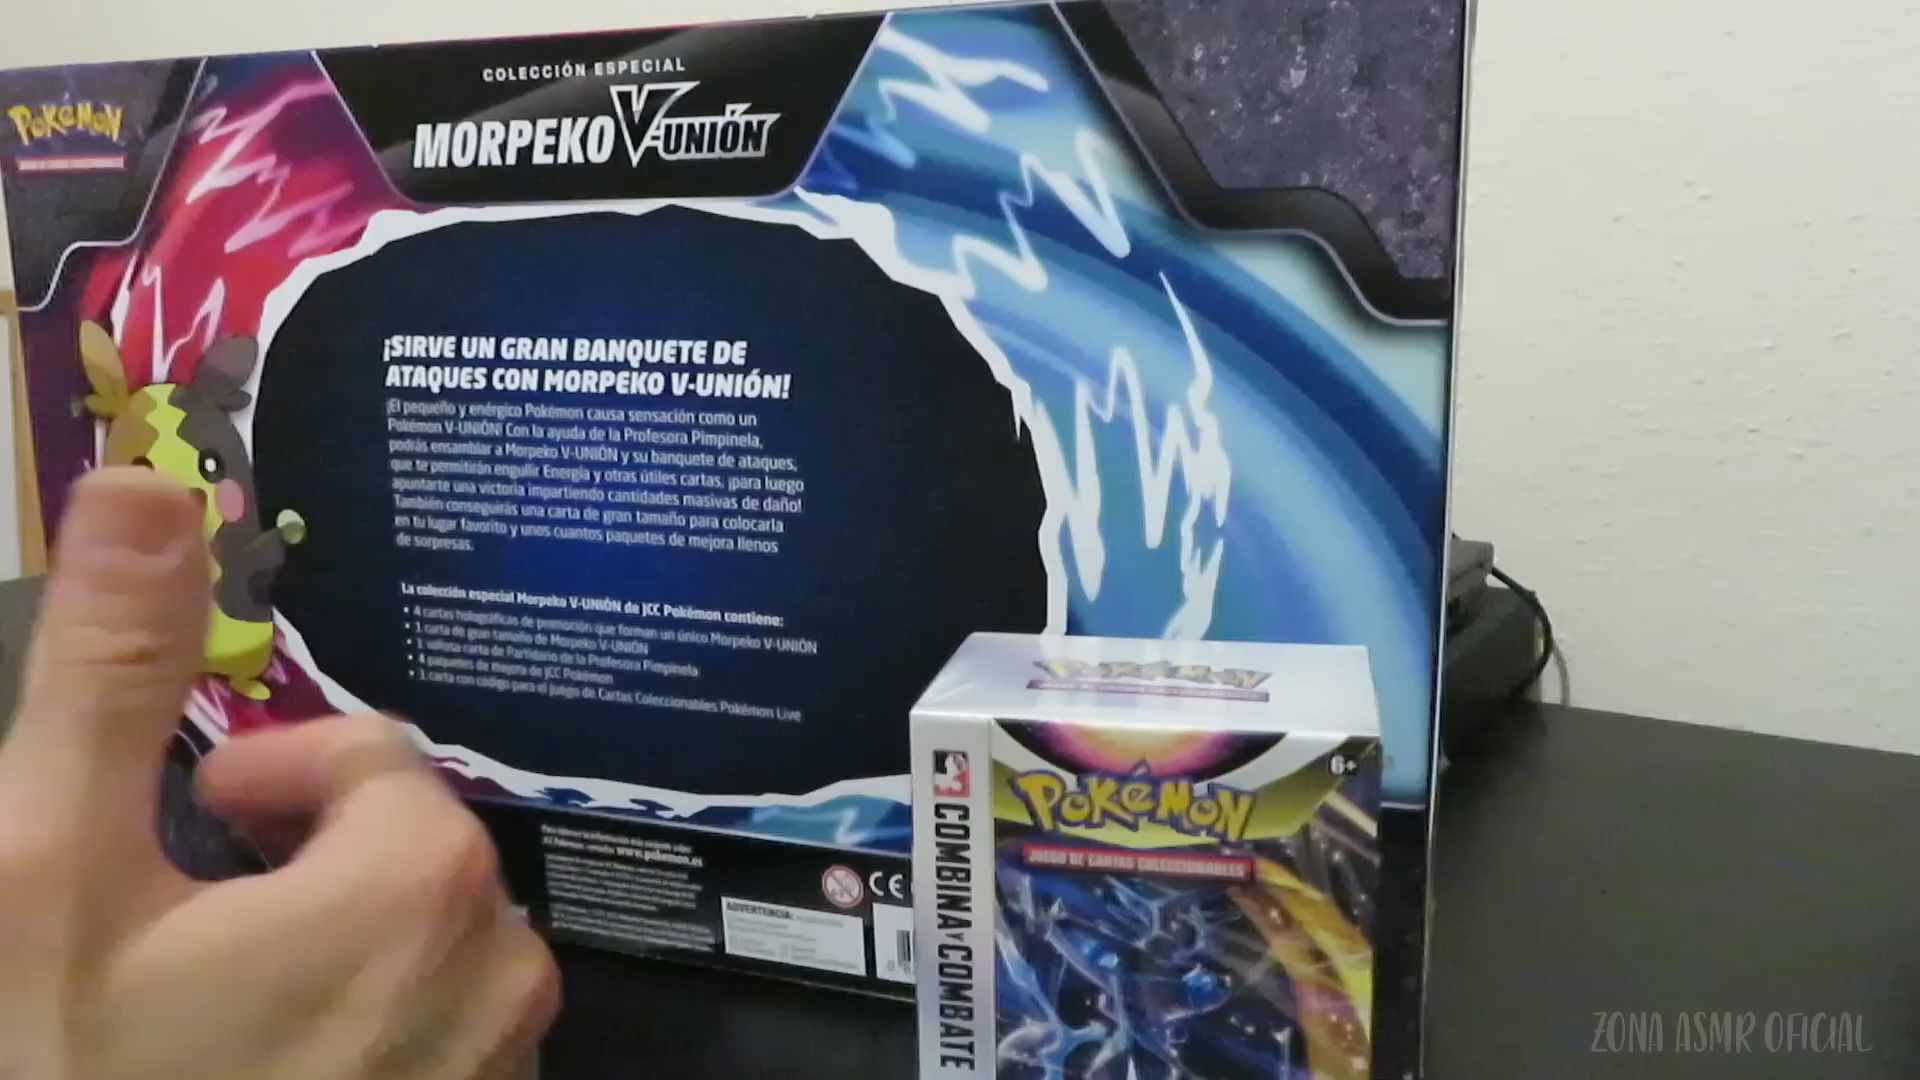 COLECCIÓN ESPECIAL
MORPEKO V-UNIÓN
POKéMON
¡SIRVE UN GRAN BANQUETE DE
ATAQUES CON MORPEKO V-UNIÓN!
¡El pequeño y enérgico Pokémon causa sensación como un
Pokémon V-UNIÓN! Con la ayuda de la Profesora Pimpinela,
podrás ensamblar a Morpeko V-UNIÓN y su banquete de ataques,
que te permitirán engullir Energía y otras útiles cartas, ¡para luego
apuntarte una victoria impartiendo cantidades masivas de daño!
También conseguirás una carta de gran tamaño para colocarla
en tu lugar favorito y unos cuantos paquetes de mejora llenos
de sorpresas.
La colección especial Morpeko V-UNIÓN de JCC Pokémon contiene:
• 4 cartas holográficas de promoción que forman un único Morpeko V-UNIÓN
• 1 carta de gran tamaño de Morpeko V-UNIÓN
• 1 valiosa carta de Partidario de la Profesora Pimpinela
• 4 paquetes de mejora de JCC Pokémon
• 1 carta con código para el Juego de Cartas Coleccionables Pokémon Live
www.pokemon.es
ADVERTENCIA:
CE
POKéMON
6+
POKéMON
JUEGO DE CARTAS COLECCIONABLES
COMBINA Y COMBATE
ZONA ASMR OFICIAL